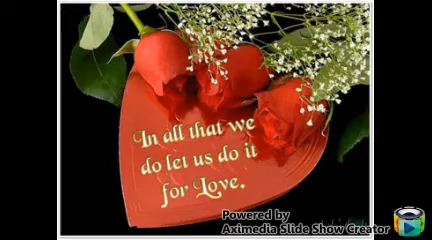 In all that we
do let us do it
for Love.
Powered by
Aximedia Slide Show Creator